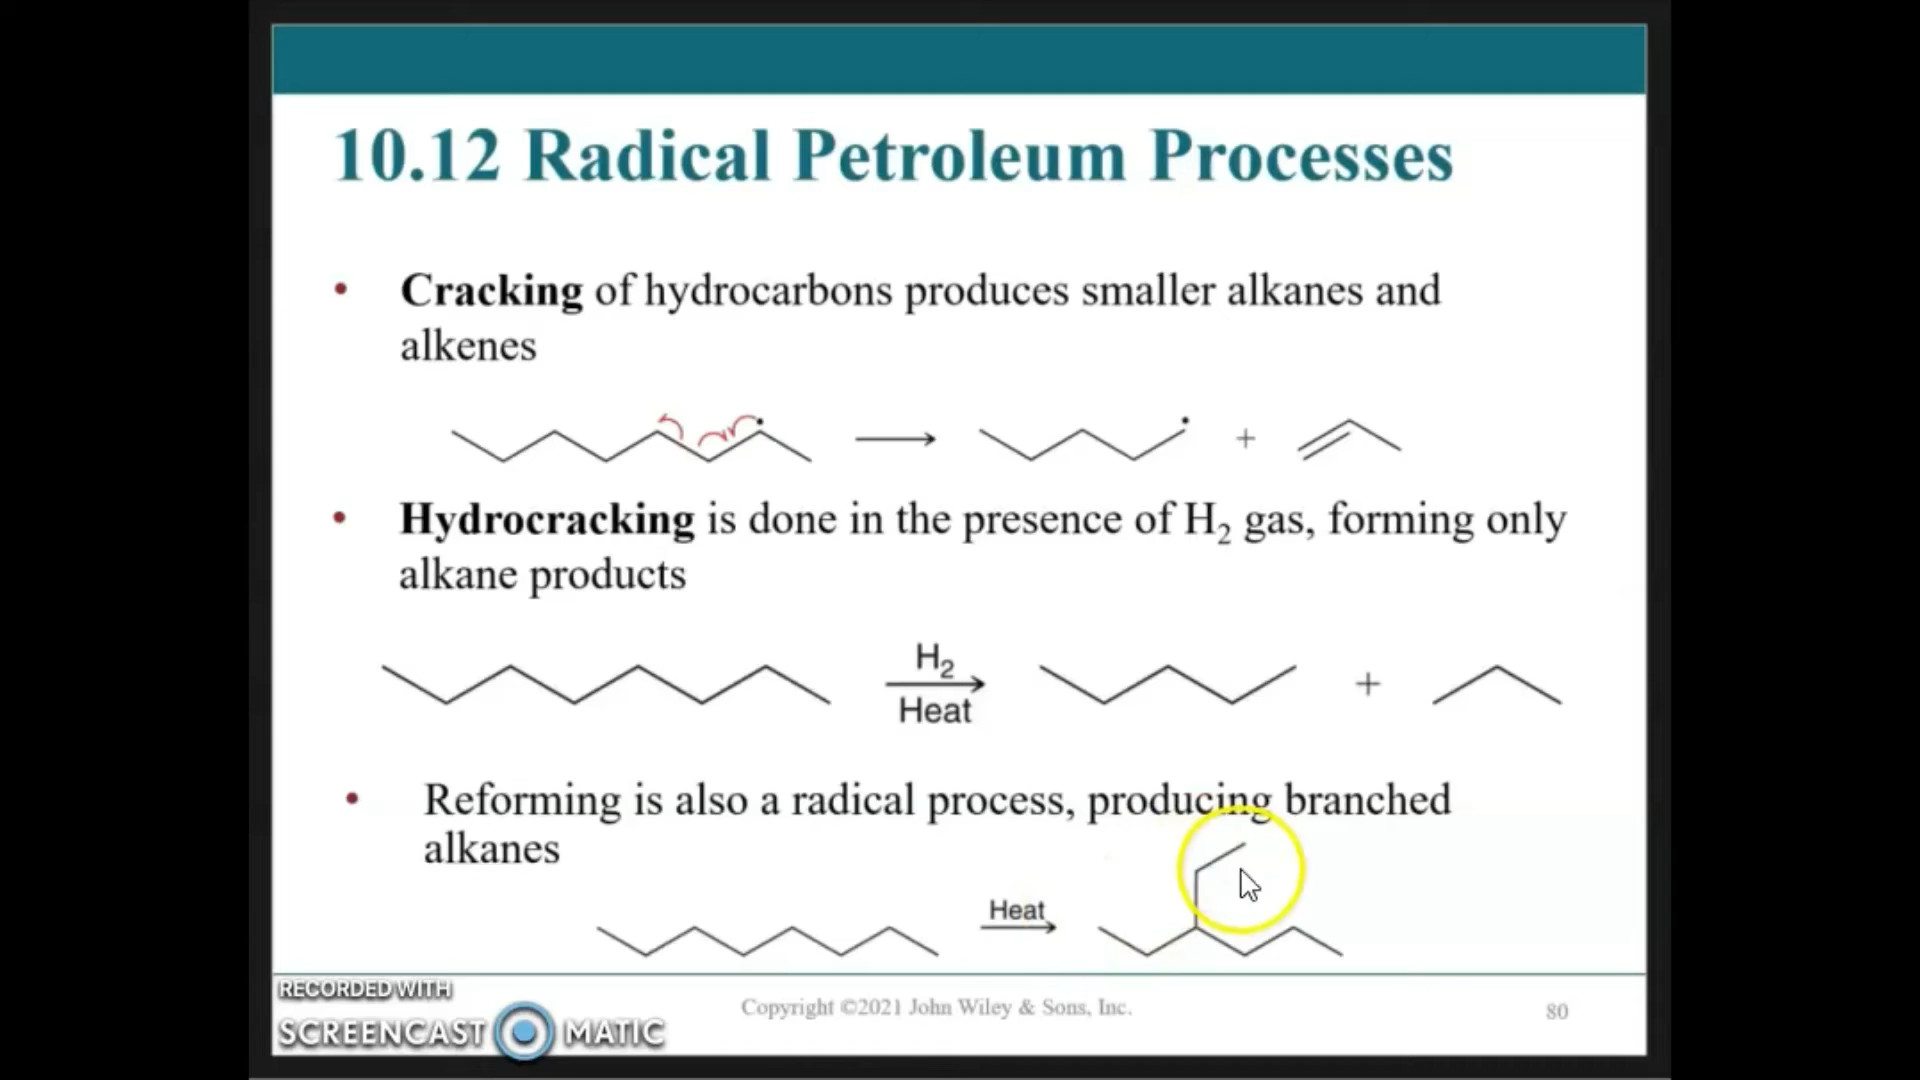 10.12 Radical Petroleum Processes
• Cracking of hydrocarbons produces smaller alkanes and
alkenes
+
• Hydrocracking is done in the presence of H₂ gas, forming only
alkane products
H₂
Heat
+
• Reforming is also a radical process, producing branched
alkanes
Heat
RECORDED WITH
SCREENCAST MATIC
Copyright ©2021 John Wiley & Sons, Inc.
80